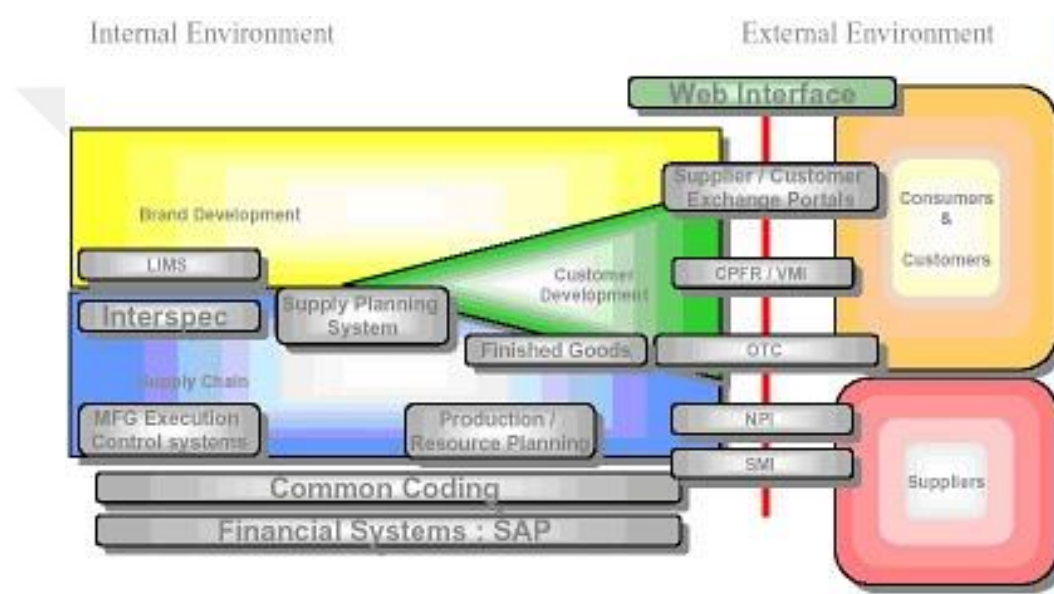 Internal Environment
External Environment
Web Interface
Supplier / Customer
Exchange Portals
Brand Development
Consumers
&
Customers
LIMS
CPFR / VMI
Customer
Development
Interspec
Supply Planning
System
Finished Goods
OTC
Supply Chain
MFG Execution
Control systems
Production /
Resource Planning
NPI
SMI
Suppliers
Common Coding
Financial Systems : SAP